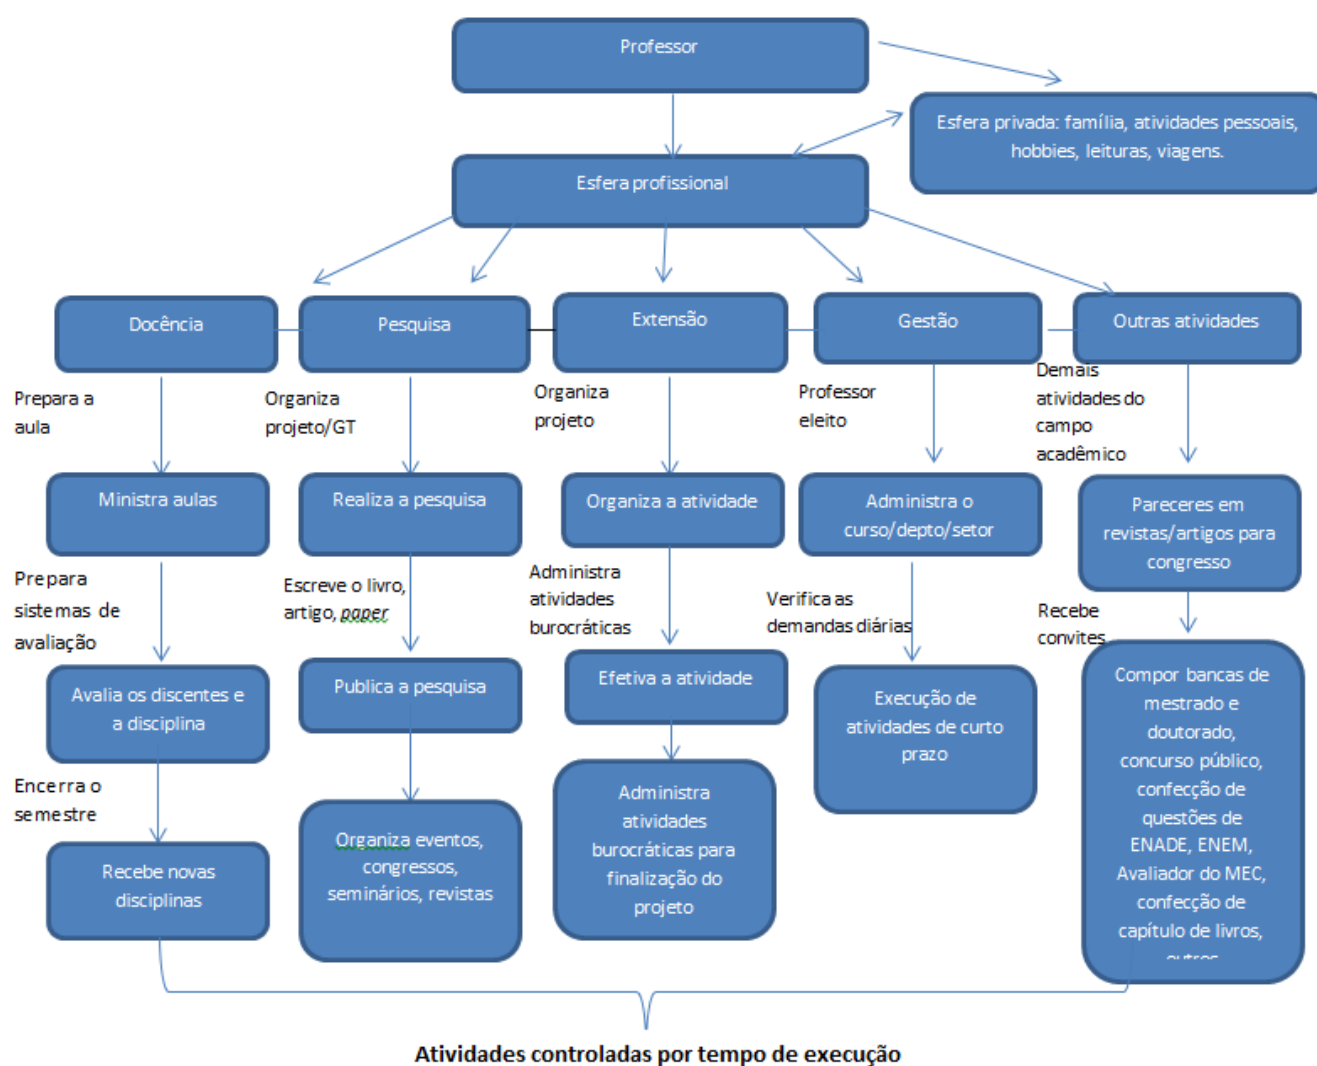 Professor
Esfera privada: família, atividades pessoais,
hobbies, leituras, viagens.
Esfera profissional
Docência
Pesquisa
Extensão
Gestão
Outras atividades
Prepara a
aula
Organiza
projeto/GT
Organiza
projeto
Professor
eleito
Demais
atividades do
campo
acadêmico
Ministra aulas
Realiza a pesquisa
Organiza a atividade
Administra o
curso/depto/setor
Pareceres em
revistas/artigos para
congresso
Prepara
sistemas de
avaliação
Escreve o livro,
artigo, paper
Administra
atividades
burocráticas
Verifica as
demandas diárias
Recebe
convites
Avalia os discentes e
a disciplina
Publica a pesquisa
Efetiva a atividade
Execução de
atividades de curto
prazo
Compor bancas de
mestrado e
doutorado,
concurso público,
confecção de
questões de
ENADE, ENEM,
Avaliador do MEC,
confecção de
capítulo de livros,
outros
Encerra o
semestre
Recebe novas
disciplinas
Organiza eventos,
congressos,
seminários, revistas
Administra
atividades
burocráticas para
finalização do
projeto
Atividades controladas por tempo de execução